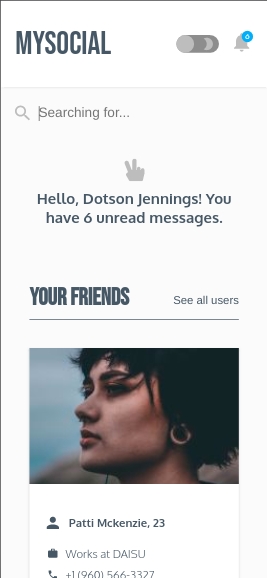 MYSOCIAL
6
Searching for...
Hello, Dotson Jennings! You
have 6 unread messages.
YOUR FRIENDS
See all users
Patti Mckenzie, 23
Works at DAISU
+1 (960) 566-3327